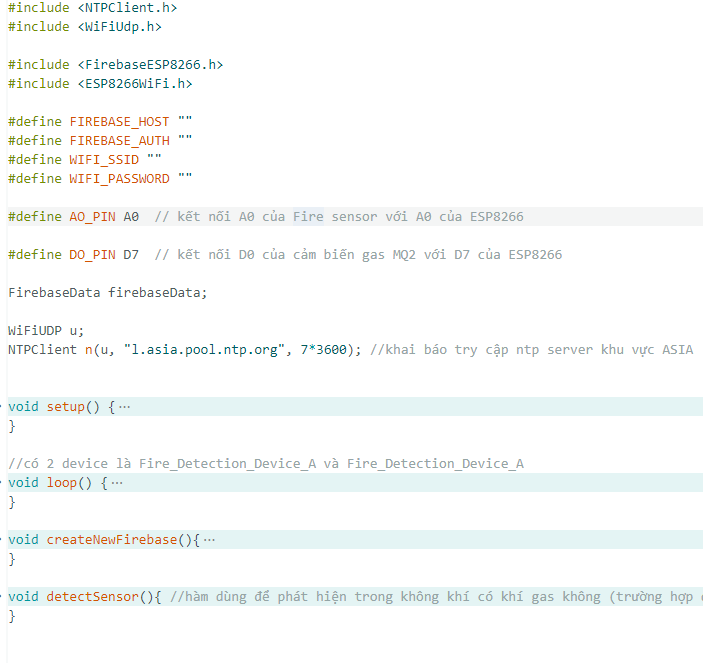 #include <NTPClient.h>
#include <WiFiUdp.h>
#include <FirebaseESP8266.h>
#include <ESP8266WiFi.h>
#define FIREBASE_HOST ""
#define FIREBASE_AUTH ""
#define WIFI_SSID ""
#define WIFI_PASSWORD ""
#define AO_PIN A0  // kết nối A0 của Fire sensor với A0 của ESP8266
#define DO_PIN D7  // kết nối D0 của cảm biến gas MQ2 với D7 của ESP8266
FirebaseData firebaseData;
WiFiUDP u;
NTPClient n(u, "1.asia.pool.ntp.org", 7*3600); //khai báo try cập ntp server khu vực ASIA
void setup() {...
}
//có 2 device là Fire_Detection_Device_A và Fire_Detection_Device_A
void loop() {...
}
void createNewFirebase(){...
}
void detectSensor(){ //hàm dùng để phát hiện trong không khí có khí gas không (trường hợp
}